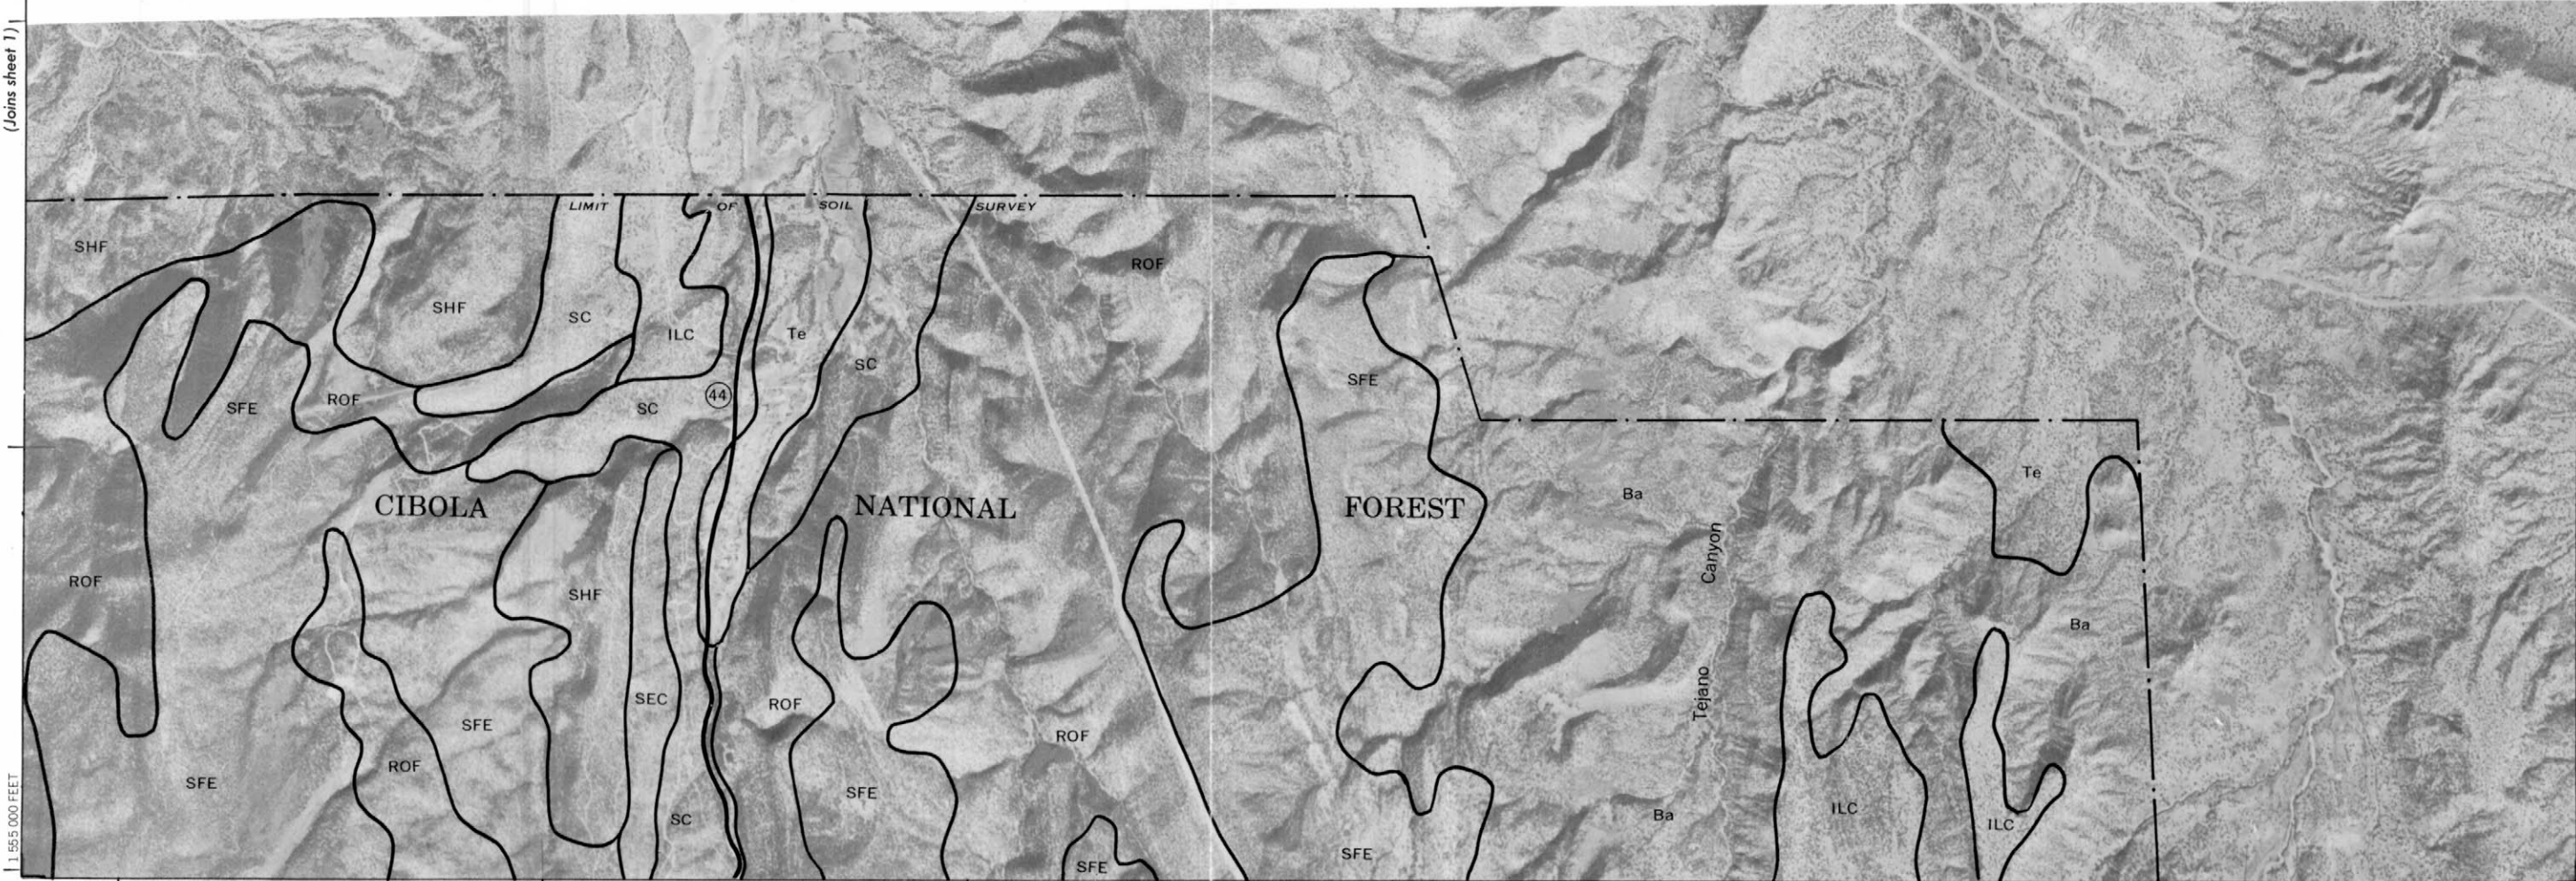 (Joins sheet 1)
LIMIT OF SOIL SURVEY
SHF
ROF
SHF
SC
ILC
Te
SC
SFE
ROF
SC
44
SFE
Te
CIBOLA NATIONAL FOREST
Ba
Canyon
ROF
SHF
Ba
SEC
ROF
Tejano
SFE
ROF
ROF
SFE
SFE
SC
Ba
ILC
ILC
SFE
SFE
1 555 000 FEET